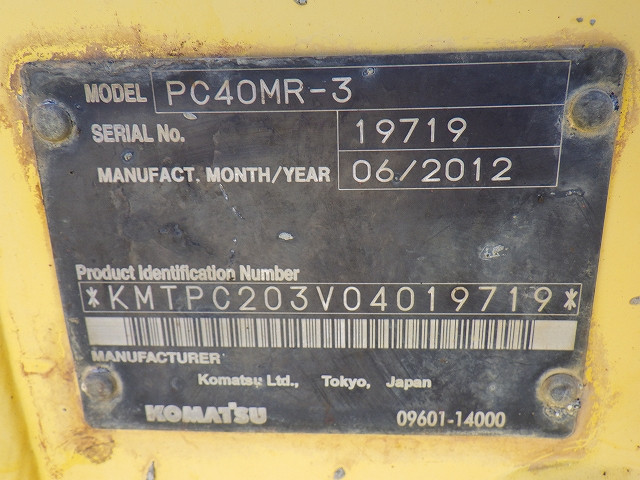 MODEL PC40MR-3
SERIAL No. 19719
MANUFACT. MONTH/YEAR 06/2012
Product Identification Number
*KMTPC203V04019719*
MANUFACTURER
Komatsu Ltd., Tokyo, Japan
KOMATSU 09601-14000